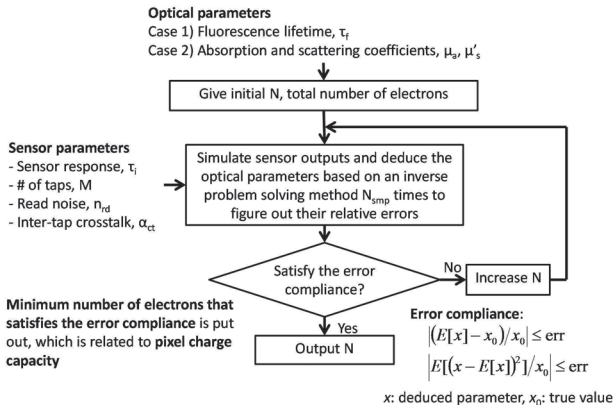 Optical parameters
Case 1) Fluorescence lifetime, τf
Case 2) Absorption and scattering coefficients, μa, μ's
Give initial N, total number of electrons
Sensor parameters
- Sensor response, τi
- # of taps, M
- Read noise, nrd
- Inter-tap crosstalk, αct
Simulate sensor outputs and deduce the
optical parameters based on an inverse
problem solving method Nsmp times to
figure out their relative errors
Satisfy the error
compliance?
No
Increase N
Yes
Output N
Minimum number of electrons that
satisfies the error compliance is put
out, which is related to pixel charge
capacity
Error compliance:
|(E[x]−x0)/x0| ≤ err
|E[(x−E[x])²]/x0| ≤ err
x: deduced parameter, x0: true value